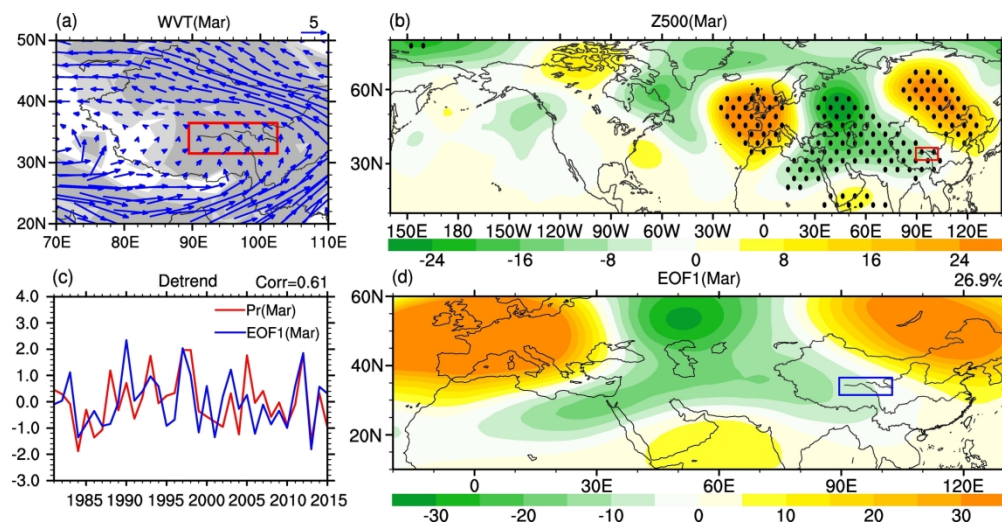 (a) WVT(Mar) 5
50N
40N
30N
20N
70E 80E 90E 100E 110E
(b) Z500(Mar)
60N
30N
150E 180 150W 120W 90W 60W 30W 0 30E 60E 90E 120E
-24 -16 -8 0 8 16 24
(c) Detrend Corr=0.61
4.0
3.0
2.0
1.0
0.0
-1.0
-2.0
-3.0
Pr(Mar)
EOF1(Mar)
1985 1990 1995 2000 2005 2010 2015
(d) EOF1(Mar) 26.9%
60N
40N
20N
0 30E 60E 90E 120E
-30 -20 -10 0 10 20 30